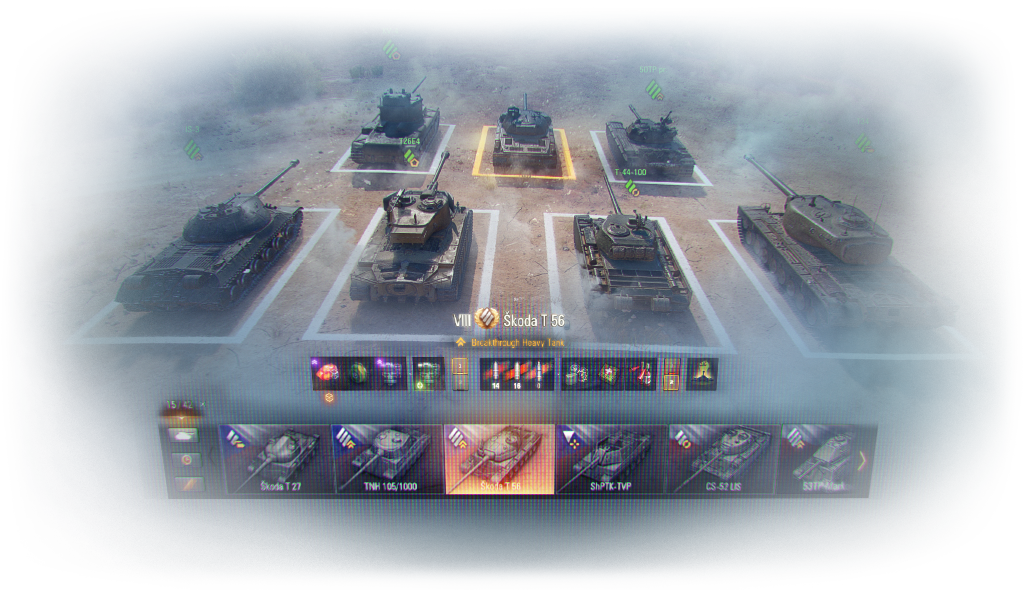 T26E4
T-44-100
VIII Škoda T 56
Breakthrough Heavy Tank
14 16 0
Škoda T 27
TNH 105/1000
Škoda T 56
ShPTK-TVP
CS-52 LIS